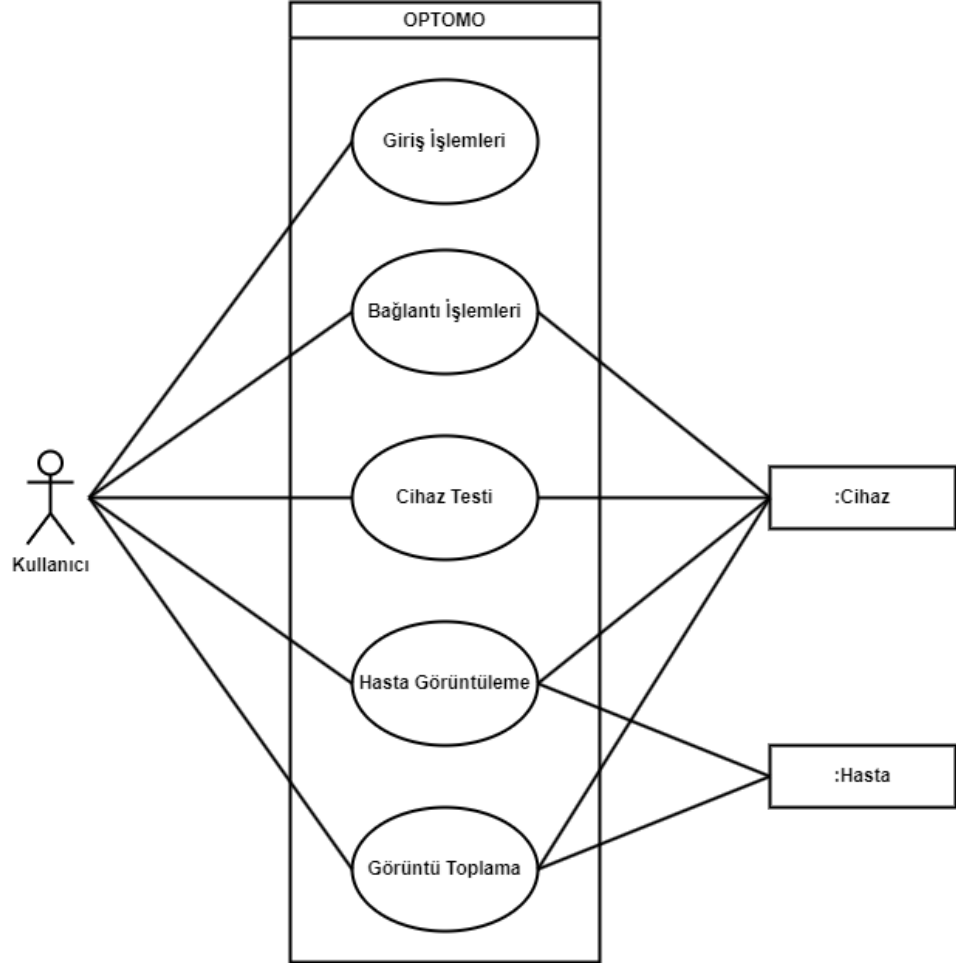 OPTOMO
Giriş İşlemleri
Bağlantı İşlemleri
Cihaz Testi
:Cihaz
Kullanıcı
Hasta Görüntüleme
:Hasta
Görüntü Toplama